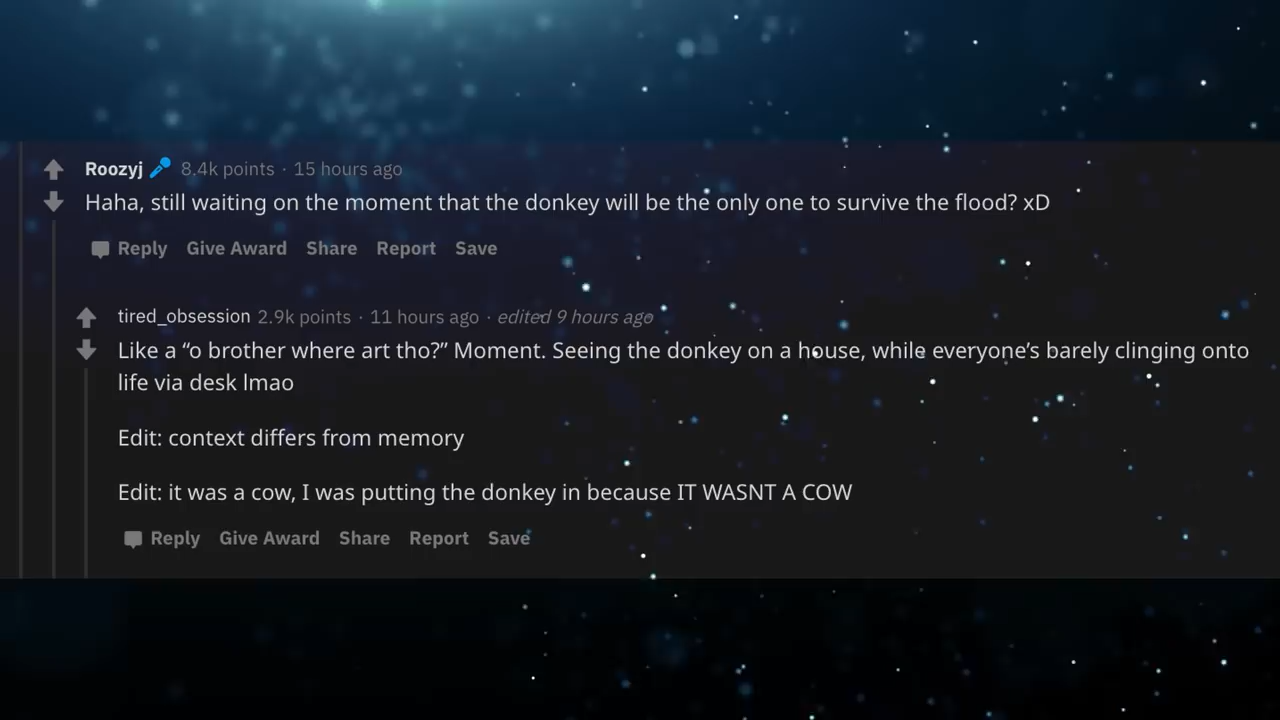 Roozyj 8.4k points · 15 hours ago
Haha, still waiting on the moment that the donkey will be the only one to survive the flood? xD
Reply Give Award Share Report Save
tired_obsession 2.9k points · 11 hours ago · edited 9 hours ago
Like a “o brother where art tho?” Moment. Seeing the donkey on a house, while everyone’s barely clinging onto
life via desk lmao
Edit: context differs from memory
Edit: it was a cow, I was putting the donkey in because IT WASNT A COW
Reply Give Award Share Report Save